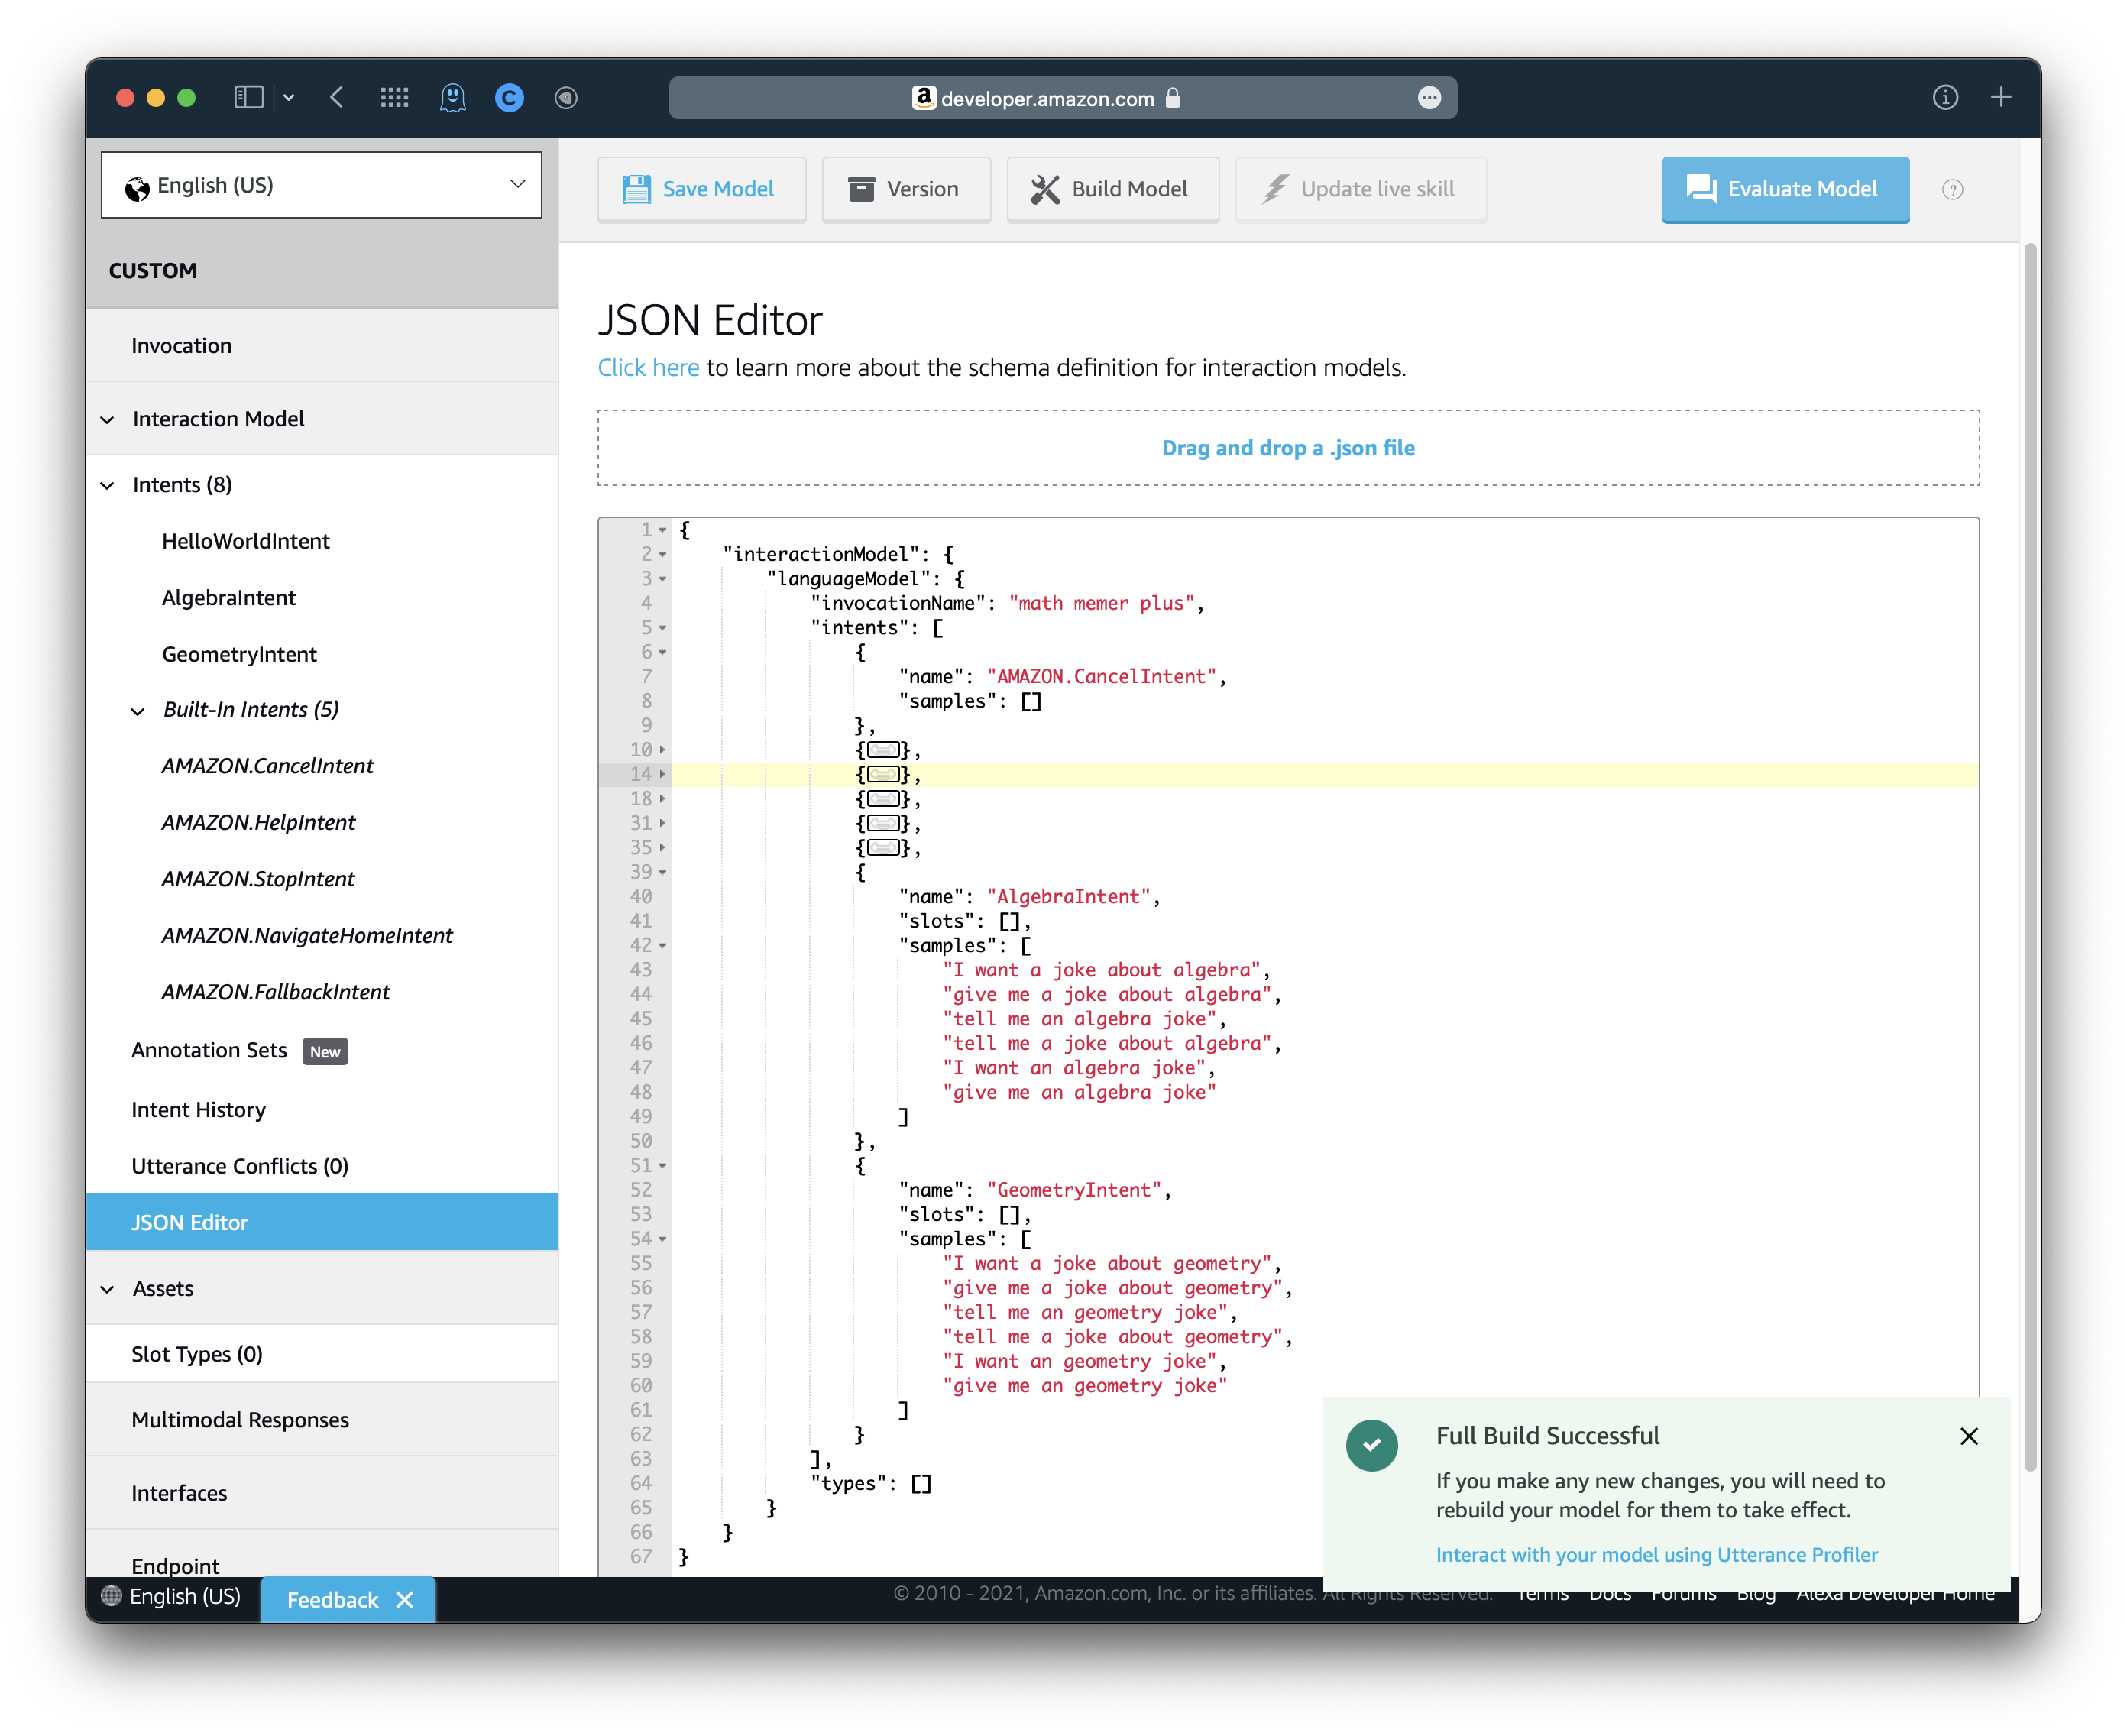 developer.amazon.com
English (US)
Save Model
Version
Build Model
Update live skill
Evaluate Model
?
CUSTOM
Invocation
Interaction Model
Intents (8)
HelloWorldIntent
AlgebraIntent
GeometryIntent
Built-In Intents (5)
AMAZON.CancelIntent
AMAZON.HelpIntent
AMAZON.StopIntent
AMAZON.NavigateHomeIntent
AMAZON.FallbackIntent
Annotation Sets New
Intent History
Utterance Conflicts (0)
JSON Editor
Assets
Slot Types (0)
Multimodal Responses
Interfaces
Endpoint
JSON Editor
Click here to learn more about the schema definition for interaction models.
Drag and drop a .json file
1 {
2 "interactionModel": {
3 "languageModel": {
4 "invocationName": "math memer plus",
5 "intents": [
6 {
7 "name": "AMAZON.CancelIntent",
8 "samples": []
9 },
10 {},
14 {},
18 {},
31 {},
35 {},
39 {
40 "name": "AlgebraIntent",
41 "slots": [],
42 "samples": [
43 "I want a joke about algebra",
44 "give me a joke about algebra",
45 "tell me an algebra joke",
46 "tell me a joke about algebra",
47 "I want an algebra joke",
48 "give me an algebra joke"
49 ]
50 },
51 {
52 "name": "GeometryIntent",
53 "slots": [],
54 "samples": [
55 "I want a joke about geometry",
56 "give me a joke about geometry",
57 "tell me an geometry joke",
58 "tell me a joke about geometry",
59 "I want an geometry joke",
60 "give me an geometry joke"
61 ]
62 }
63 ],
64 "types": []
65 }
66 }
67 }
Full Build Successful
If you make any new changes, you will need to
rebuild your model for them to take effect.
Interact with your model using Utterance Profiler
English (US)
Feedback
© 2010 - 2021, Amazon.com, Inc. or its affiliates. All Rights Reserved.
Terms Docs Forums Blog Alexa Developer Home